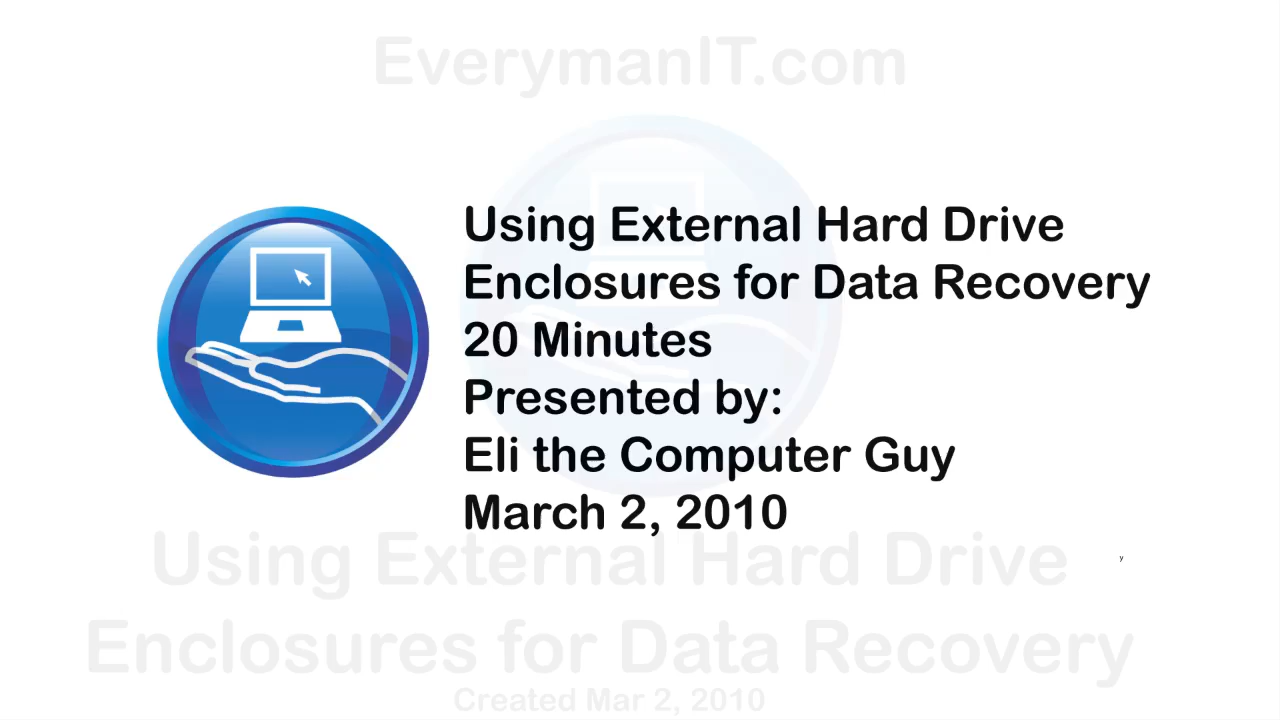 EverymanIT.com
Using External Hard Drive
Enclosures for Data Recovery
20 Minutes
Presented by:
Eli the Computer Guy
March 2, 2010
y
Using External Hard Drive
Enclosures for Data Recovery
Created Mar 2, 2010